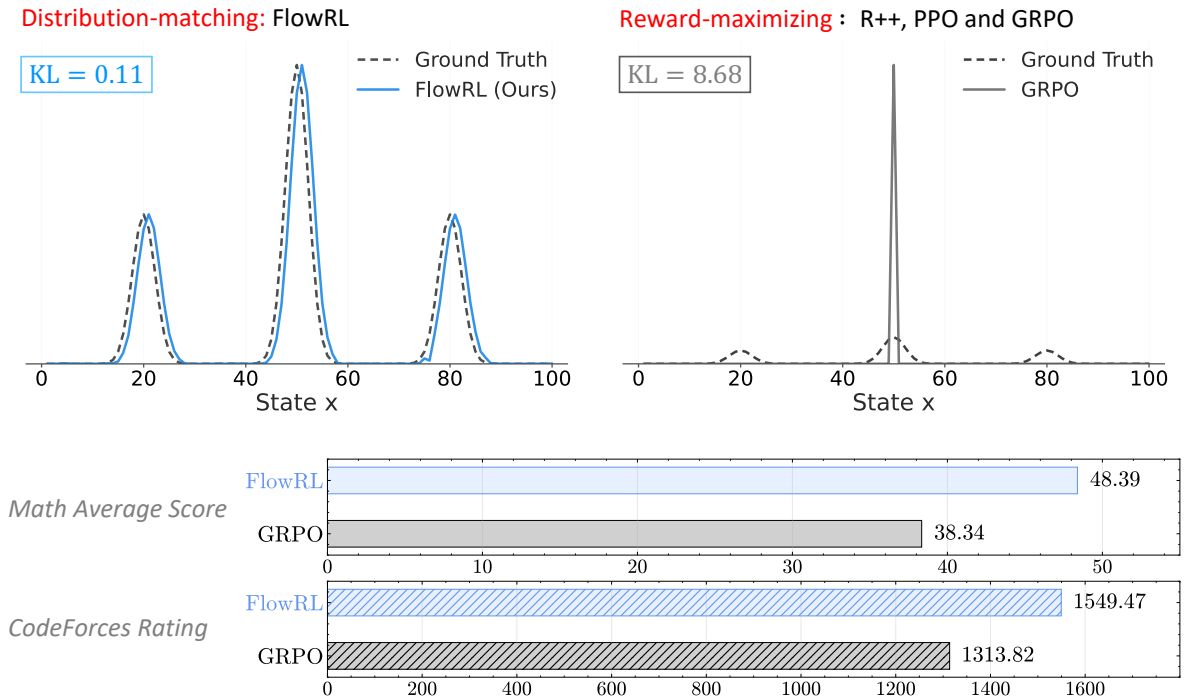 Distribution-matching: FlowRL
KL = 0.11
Ground Truth
FlowRL (Ours)
0 20 40 60 80 100
State x
Reward-maximizing : R++, PPO and GRPO
KL = 8.68
Ground Truth
GRPO
0 20 40 60 80 100
State x
Math Average Score
FlowRL 48.39
GRPO 38.34
0 10 20 30 40 50
CodeForces Rating
FlowRL 1549.47
GRPO 1313.82
0 200 400 600 800 1000 1200 1400 1600